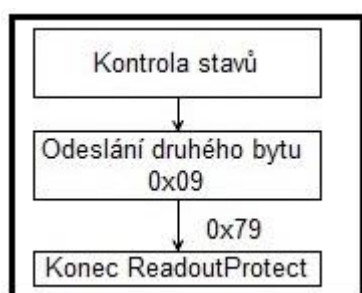 Kontrola stavů
Odeslání druhého bytu
0x09
0x79
Konec ReadoutProtect